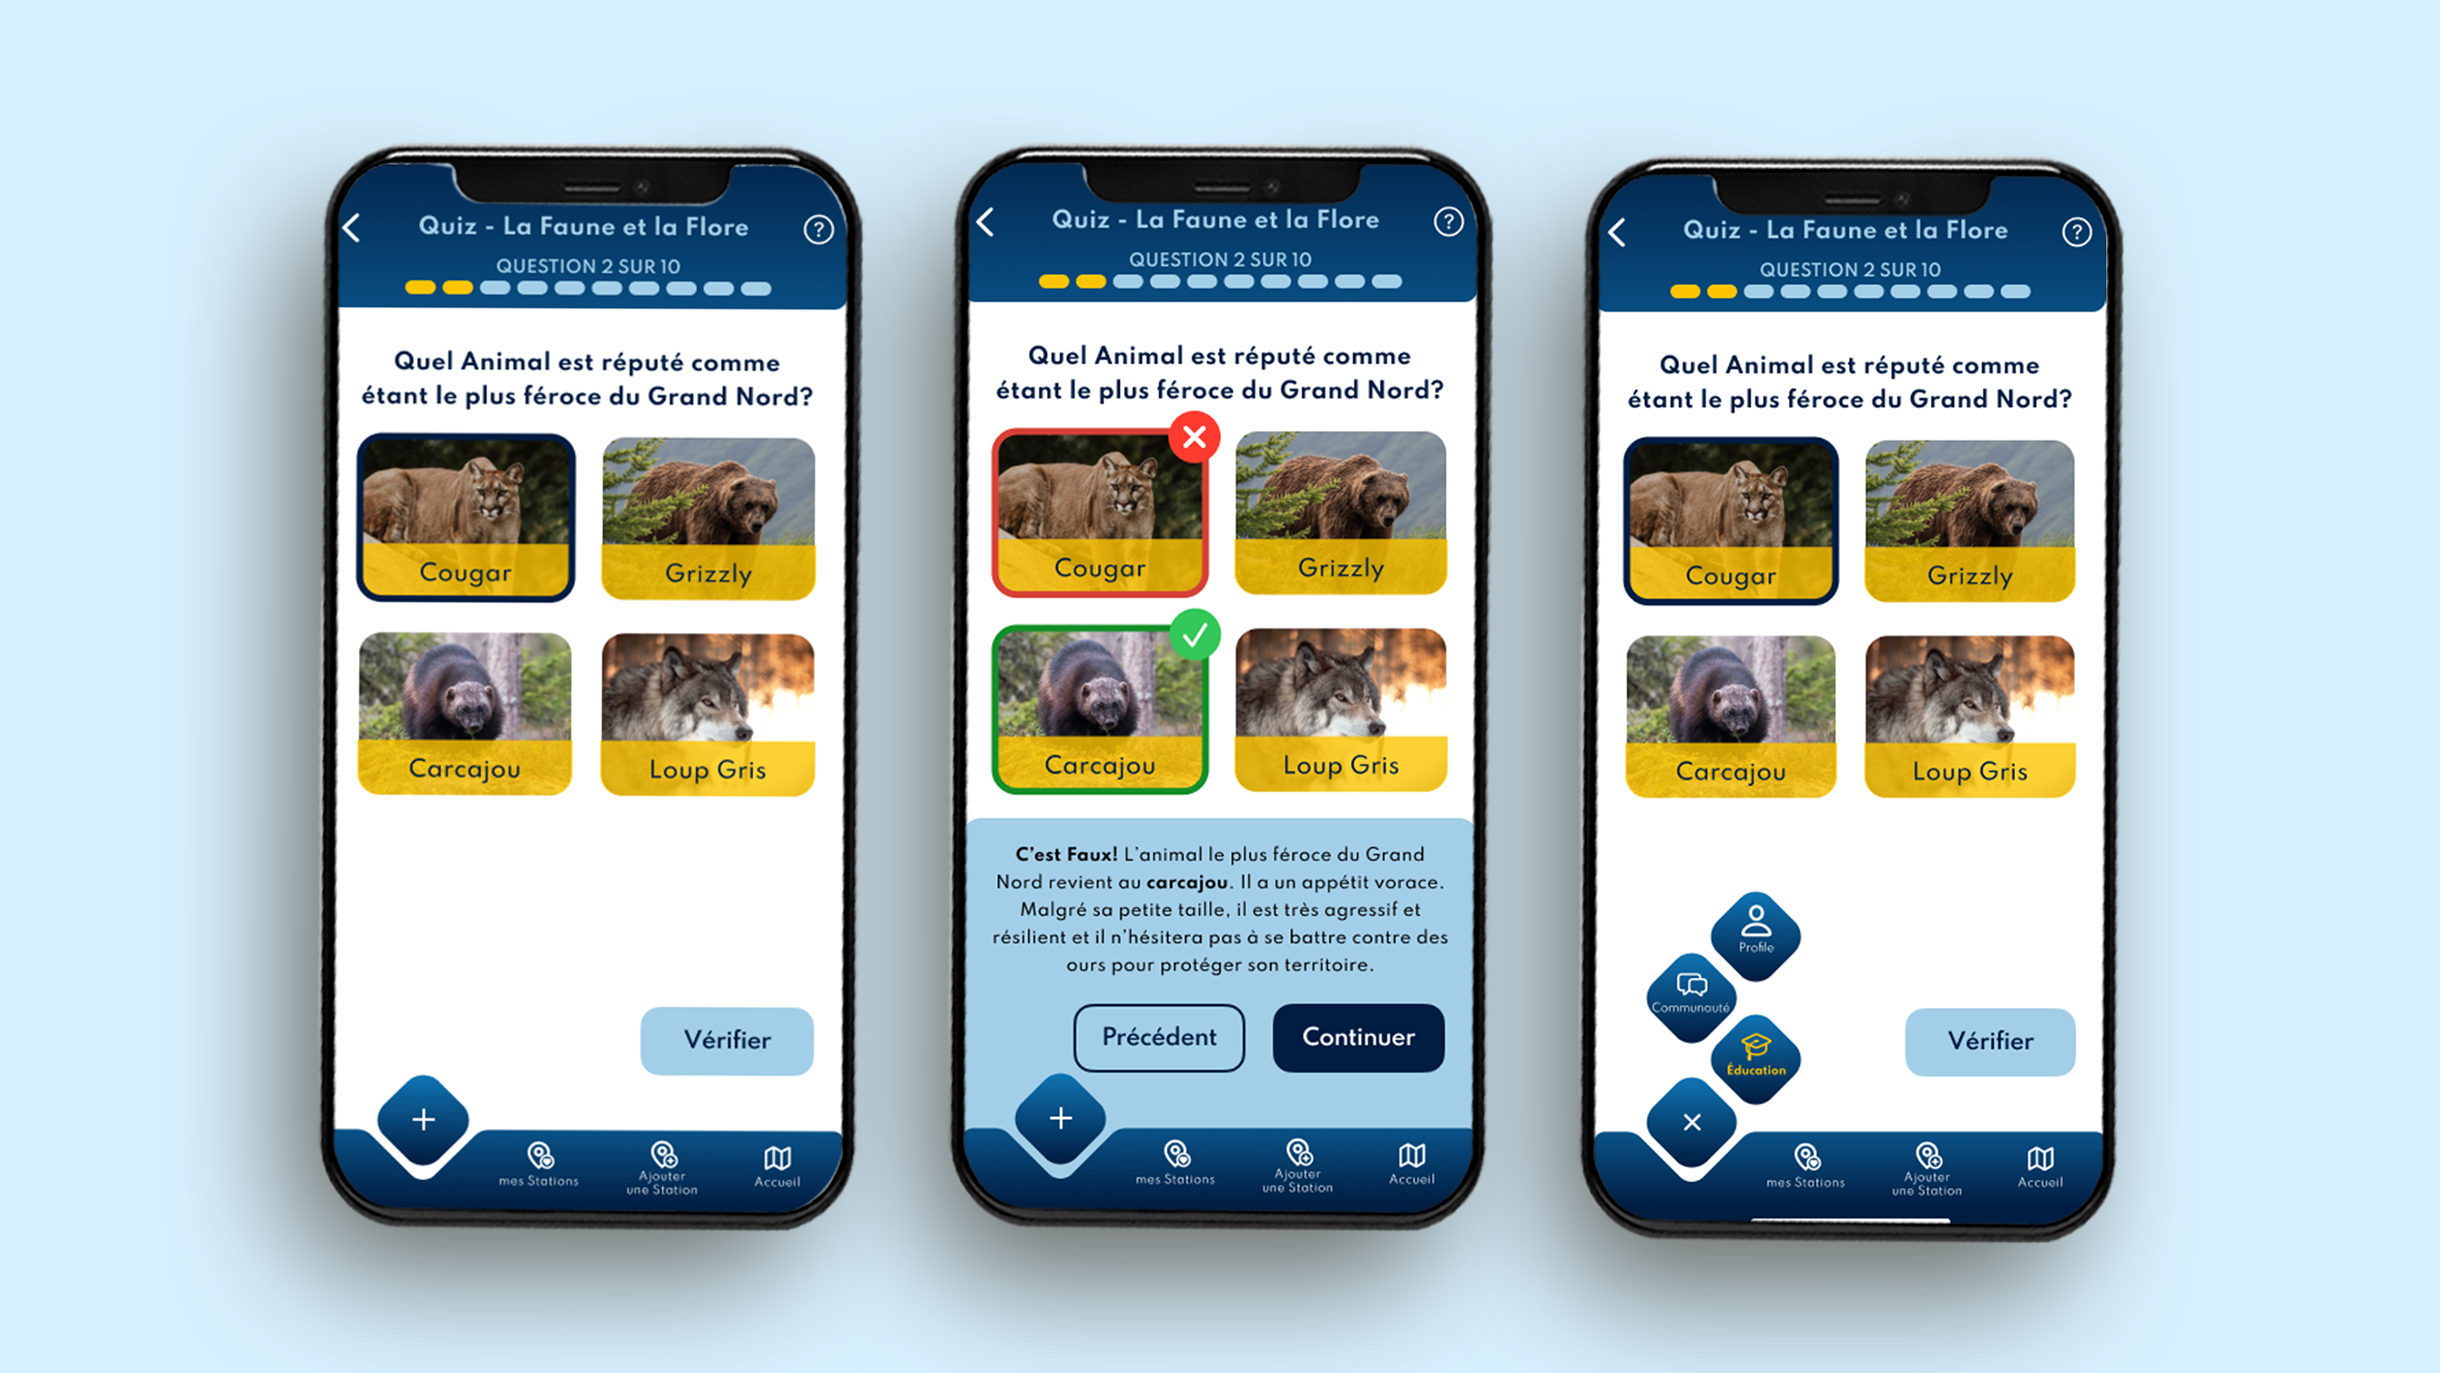 Quiz - La Faune et la Flore
?
QUESTION 2 SUR 10
Quel Animal est réputé comme
étant le plus féroce du Grand Nord?
Cougar
Grizzly
Carcajou
Loup Gris
Vérifier
mes Stations
Ajouter
une Station
Accueil
Quiz - La Faune et la Flore
?
QUESTION 2 SUR 10
Quel Animal est réputé comme
étant le plus féroce du Grand Nord?
Cougar
Grizzly
Carcajou
Loup Gris
C'est Faux! L'animal le plus féroce du Grand
Nord revient au carcajou. Il a un appétit vorace.
Malgré sa petite taille, il est très agressif et
résilient et il n'hésitera pas à se battre contre des
ours pour protéger son territoire.
Précédent
Continuer
mes Stations
Ajouter
une Station
Accueil
Quiz - La Faune et la Flore
?
QUESTION 2 SUR 10
Quel Animal est réputé comme
étant le plus féroce du Grand Nord?
Cougar
Grizzly
Carcajou
Loup Gris
Profile
Communauté
Éducation
Vérifier
mes Stations
Ajouter
une Station
Accueil